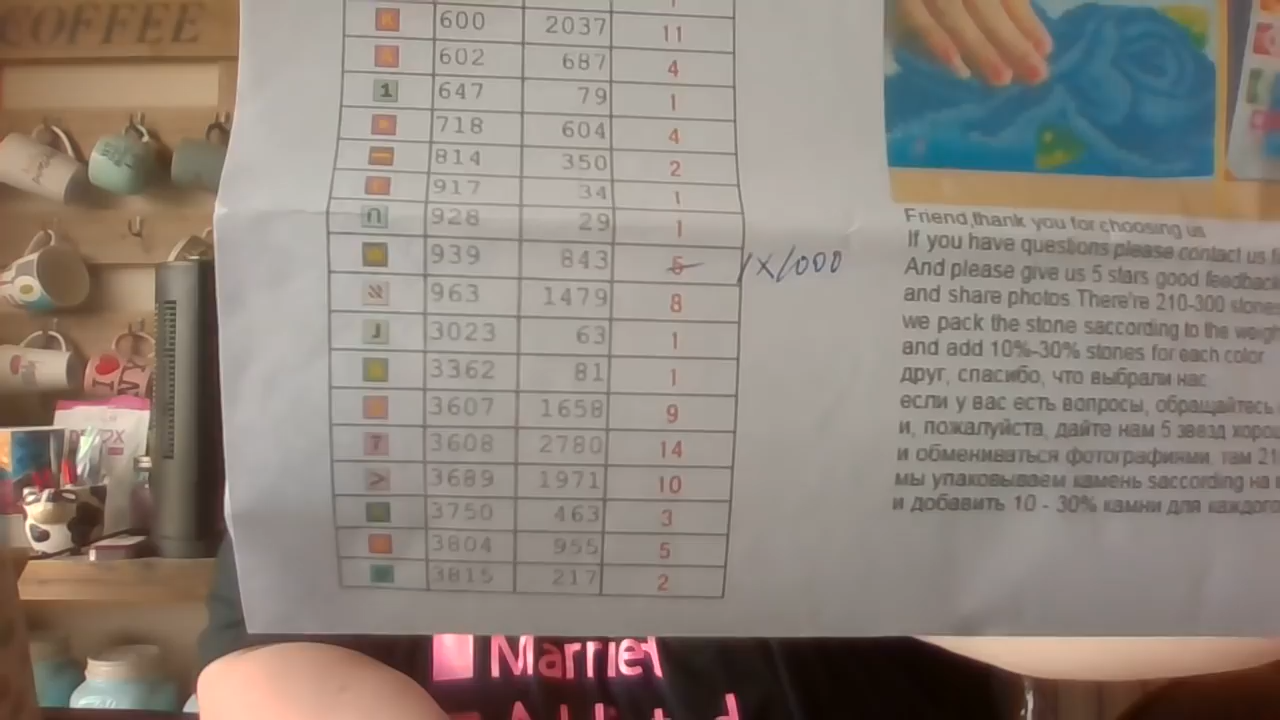 COFFEE
K 600 2037 11
602 687 4
1 647 79 1
718 604 4
814 350 2
917 34 1
928 29 1
939 843 5 1x1000
963 1479 8
J 3023 63 1
3362 81 1
3607 1658 9
7 3608 2780 14
> 3689 1971 10
3750 463 3
3804 955 5
3815 217 2
Friend,thank you for choosing us
If you have questions please contact us
And please give us 5 stars good feedback
and share photos.There're 210-300 stones
we pack the stone saccording to the weigh
and add 10%-30% stones for each color
друг, спасибо, что выбрали нас
если у вас есть вопросы, обращайтесь
и, пожалуйста, дайте нам 5 звезд хорош
и обмениваться фотографиями. там 21
мы упаковываем камень saccording на
и добавить 10 - 30% камни для каждого
I ♥ NY
Married